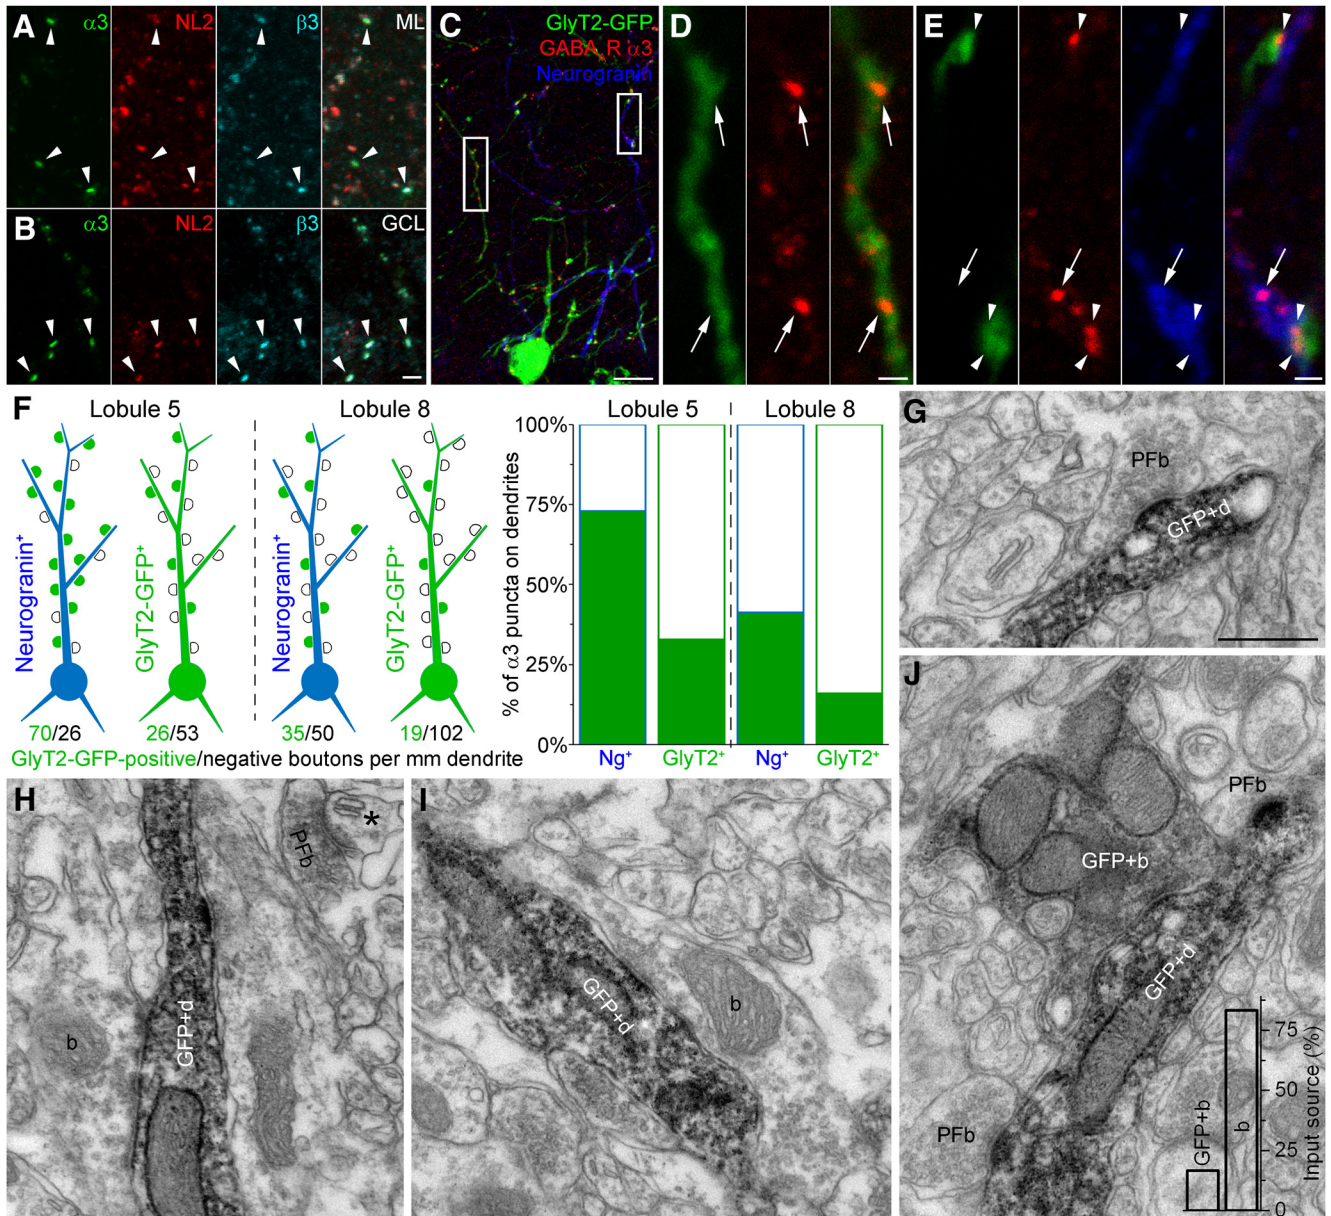 A α3 NL2 β3 ML
B α3 NL2 β3 GCL
C GlyT2-GFP
GABA R α3
Neurogranin
D
E
F Lobule 5 Lobule 8
Neurogranin⁺
GlyT2-GFP⁺
Neurogranin⁺
GlyT2-GFP⁺
70/26 26/53 35/50 19/102
GlyT2-GFP-positive/negative boutons per mm dendrite
Lobule 5 Lobule 8
% of α3 puncta on dendrites
100%
75%
50%
25%
0%
Ng⁺ GlyT2⁺ Ng⁺ GlyT2⁺
G
PFb
GFP+d
H
PFb
*
GFP+d
b
I
GFP+d
b
J
PFb
GFP+b
GFP+d
PFb
Input source (%)
75
50
25
0
GFP+b
b